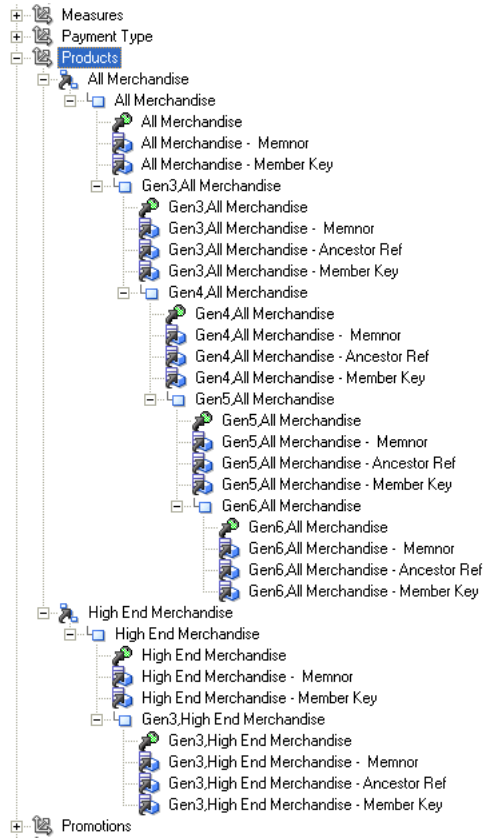 Measures
Payment Type
Products
All Merchandise
All Merchandise
All Merchandise
All Merchandise -  Memnor
All Merchandise - Member Key
Gen3,All Merchandise
Gen3,All Merchandise
Gen3,All Merchandise -  Memnor
Gen3,All Merchandise - Ancestor Ref
Gen3,All Merchandise - Member Key
Gen4,All Merchandise
Gen4,All Merchandise
Gen4,All Merchandise -  Memnor
Gen4,All Merchandise - Ancestor Ref
Gen4,All Merchandise - Member Key
Gen5,All Merchandise
Gen5,All Merchandise
Gen5,All Merchandise -  Memnor
Gen5,All Merchandise - Ancestor Ref
Gen5,All Merchandise - Member Key
Gen6,All Merchandise
Gen6,All Merchandise
Gen6,All Merchandise -  Memnor
Gen6,All Merchandise - Ancestor Ref
Gen6,All Merchandise - Member Key
High End Merchandise
High End Merchandise
High End Merchandise
High End Merchandise -  Memnor
High End Merchandise - Member Key
Gen3,High End Merchandise
Gen3,High End Merchandise
Gen3,High End Merchandise -  Memnor
Gen3,High End Merchandise - Ancestor Ref
Gen3,High End Merchandise - Member Key
Promotions